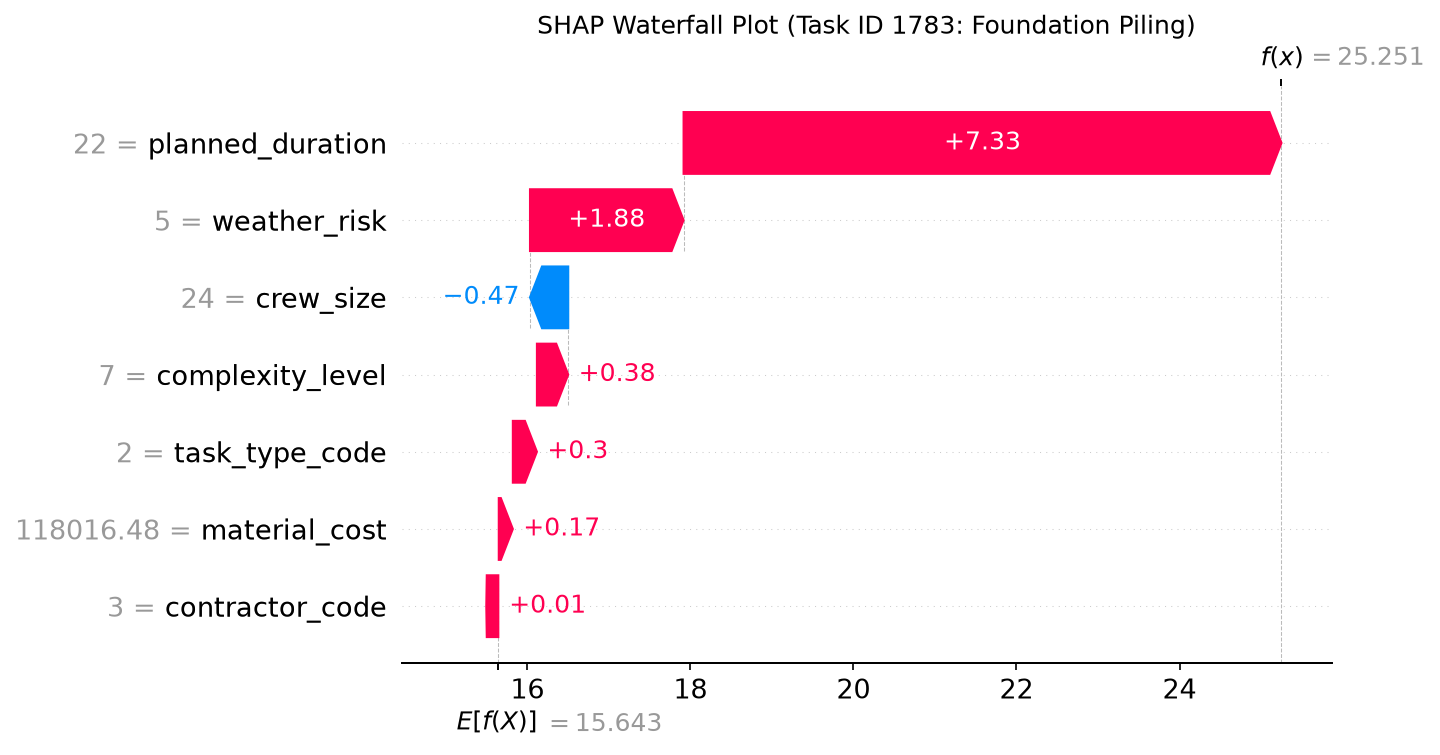 SHAP Waterfall Plot (Task ID 1783: Foundation Piling)
f(x) = 25.251
22 = planned_duration +7.33
5 = weather_risk +1.88
24 = crew_size −0.47
7 = complexity_level +0.38
2 = task_type_code +0.3
118016.48 = material_cost +0.17
3 = contractor_code +0.01
16 18 20 22 24
E[f(X)] = 15.643